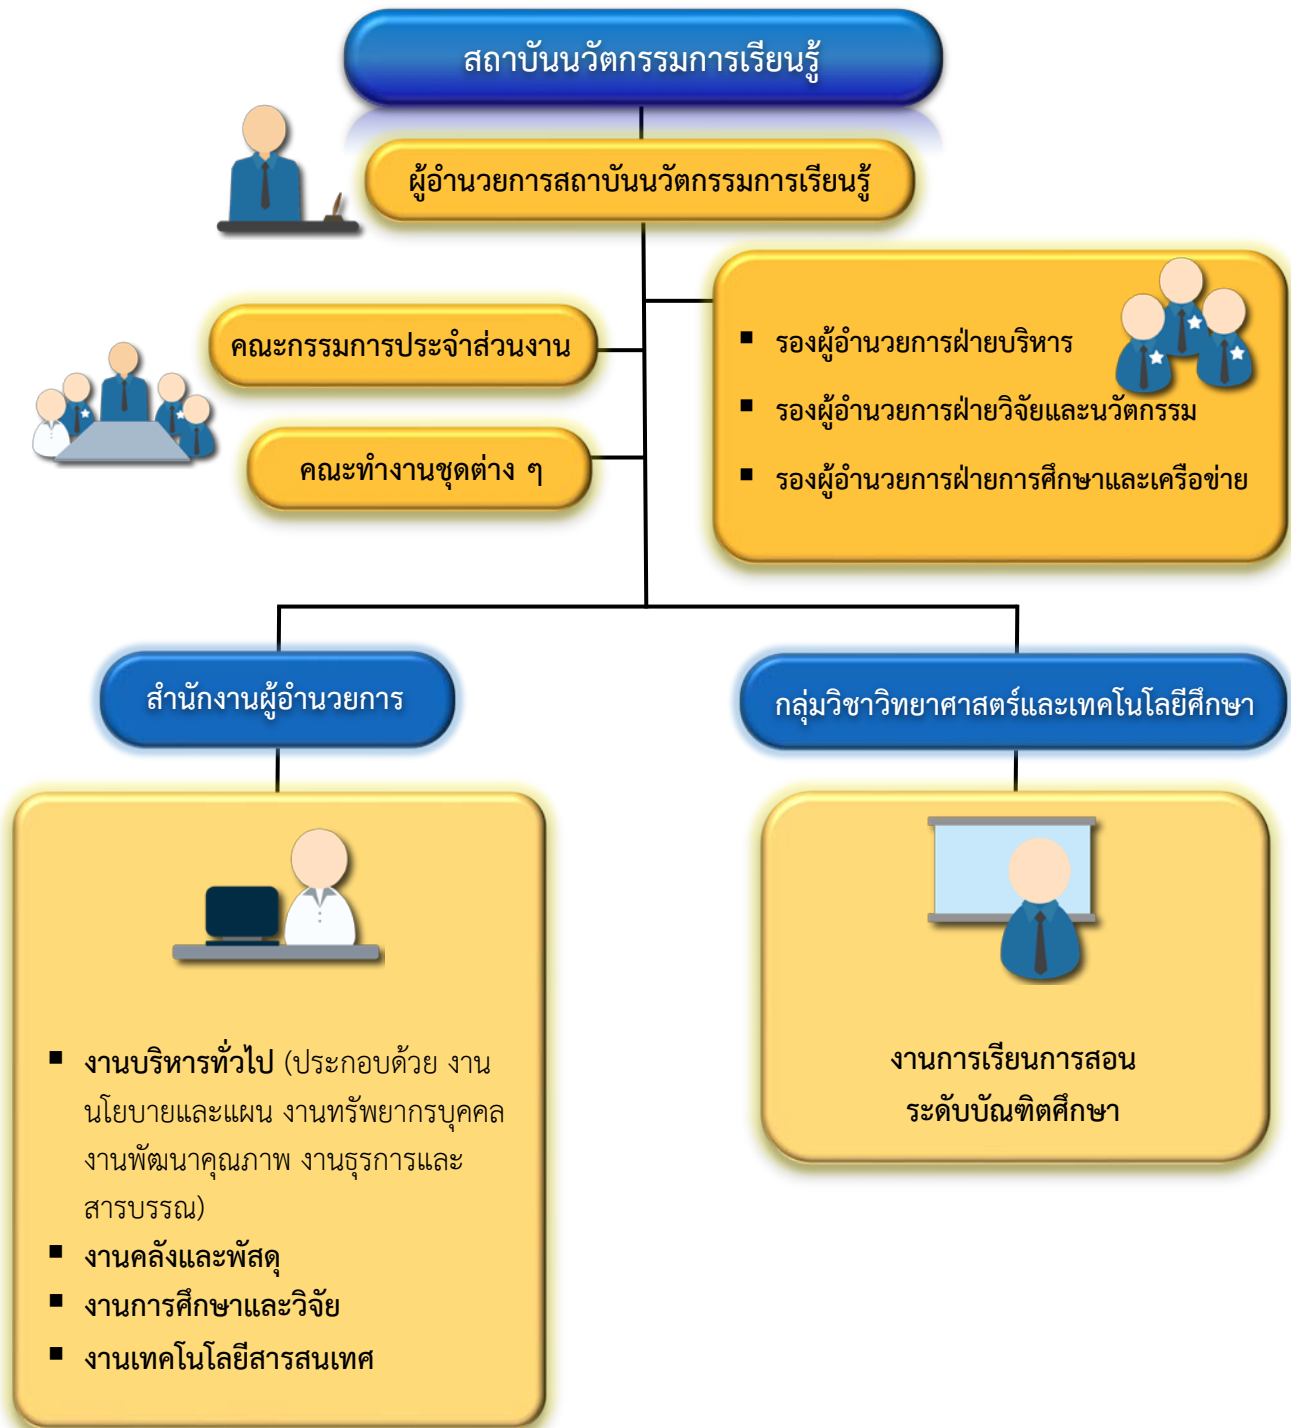 สถาบันนวัตกรรมการเรียนรู้
ผู้อำนวยการสถาบันนวัตกรรมการเรียนรู้
คณะกรรมการประจำส่วนงาน
คณะทำงานชุดต่าง ๆ
▪ รองผู้อำนวยการฝ่ายบริหาร
▪ รองผู้อำนวยการฝ่ายวิจัยและนวัตกรรม
▪ รองผู้อำนวยการฝ่ายการศึกษาและเครือข่าย
สำนักงานผู้อำนวยการ
▪ งานบริหารทั่วไป (ประกอบด้วย งาน
นโยบายและแผน งานทรัพยากรบุคคล
งานพัฒนาคุณภาพ งานธุรการและ
สารบรรณ)
▪ งานคลังและพัสดุ
▪ งานการศึกษาและวิจัย
▪ งานเทคโนโลยีสารสนเทศ
กลุ่มวิชาวิทยาศาสตร์และเทคโนโลยีศึกษา
งานการเรียนการสอน
ระดับบัณฑิตศึกษา